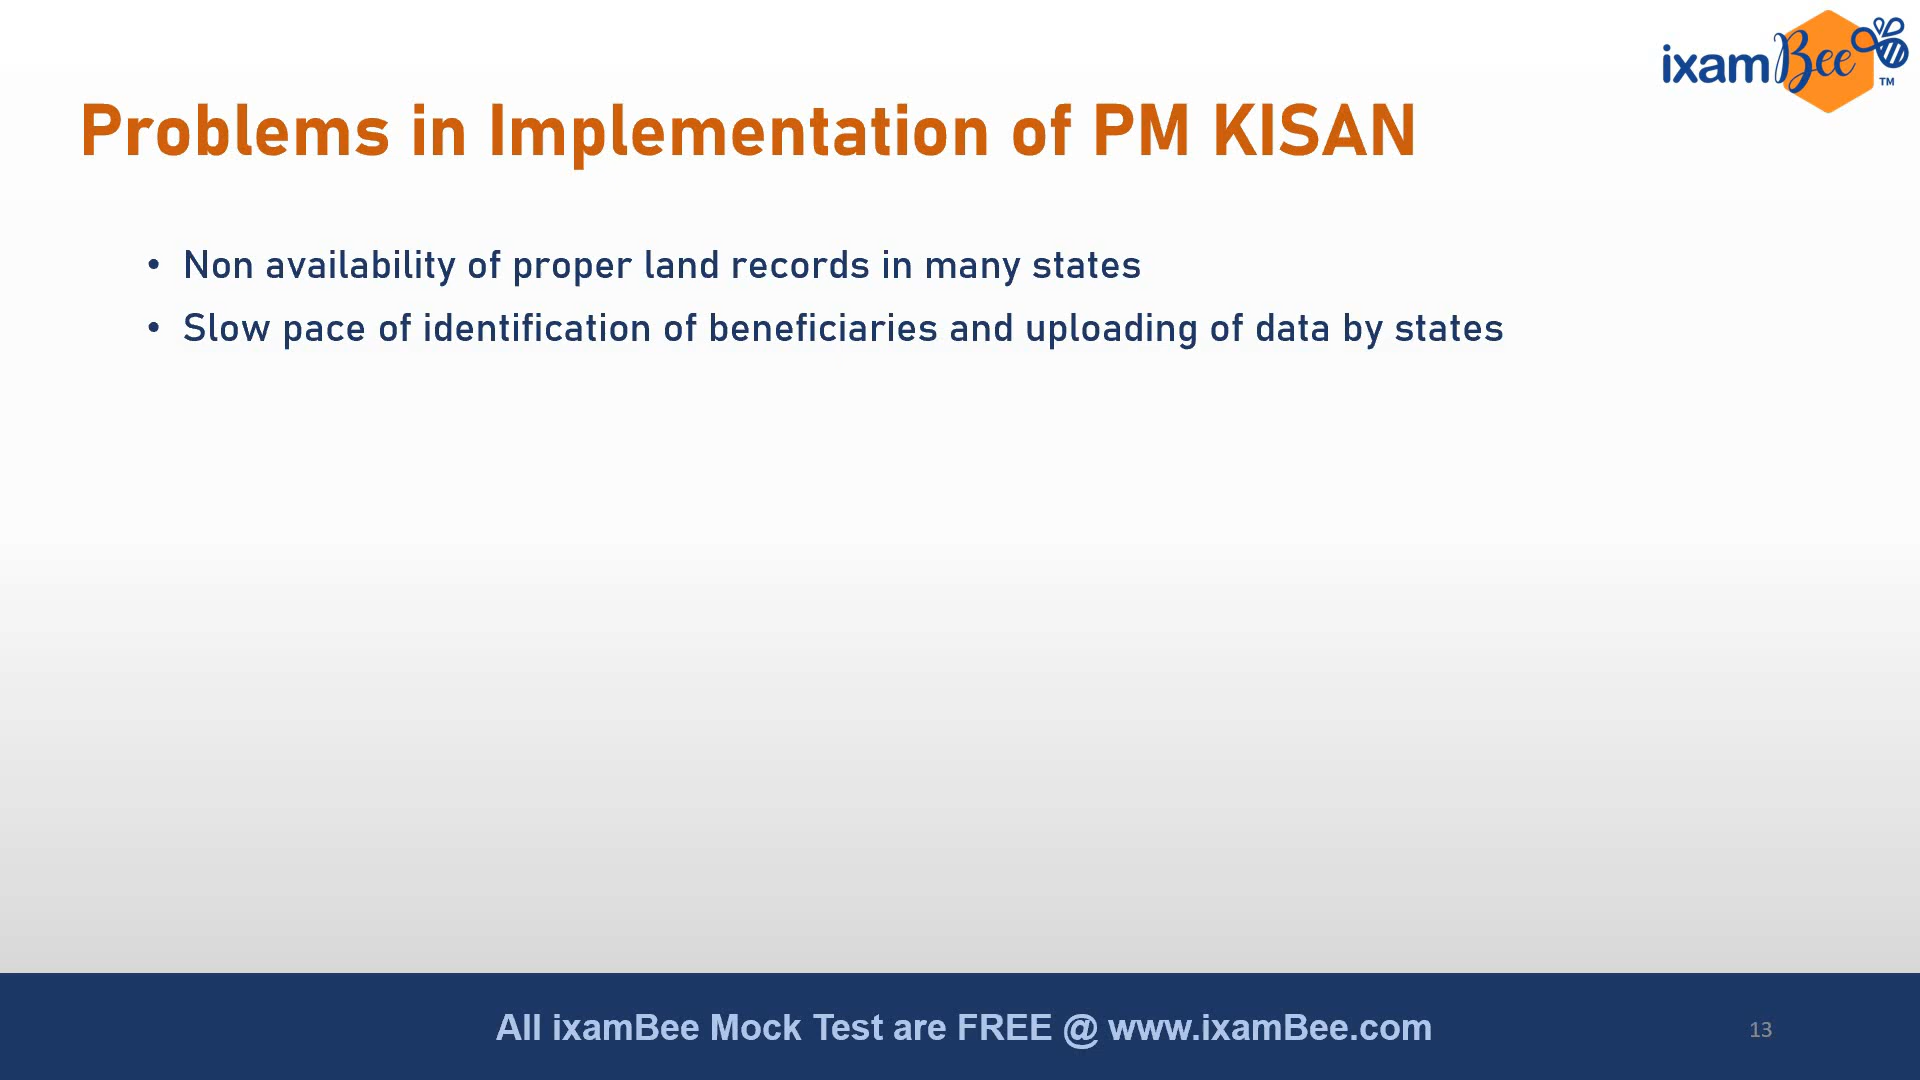 ixamBee™
Problems in Implementation of PM KISAN
• Non availability of proper land records in many states
• Slow pace of identification of beneficiaries and uploading of data by states
All ixamBee Mock Test are FREE @ www.ixamBee.com
13